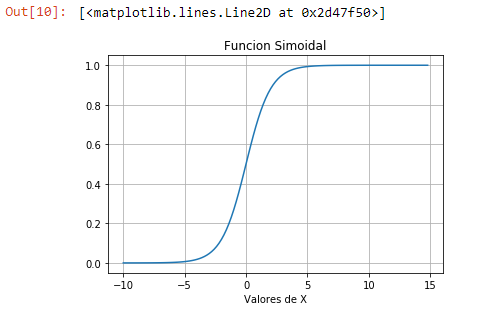 Out[10]: [<matplotlib.lines.Line2D at 0x2d47f50>]
Funcion Simoidal
1.0
0.8
0.6
0.4
0.2
0.0
−10 −5 0 5 10 15
Valores de X